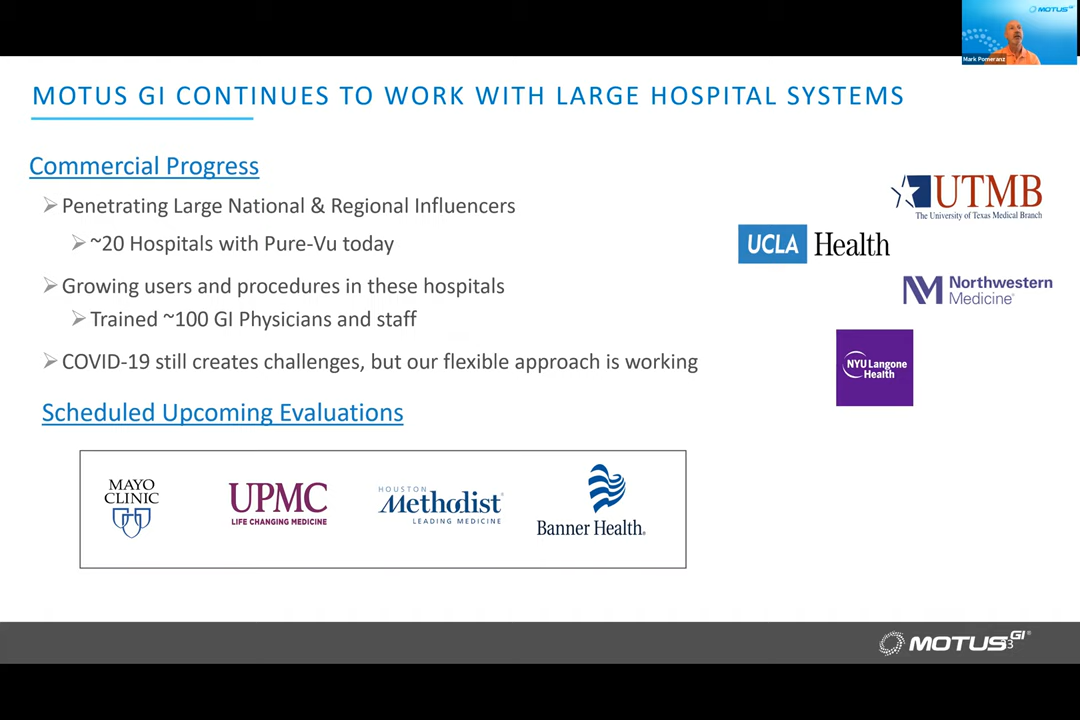 MOTUS GI
Mark Pomeranz
MOTUS GI CONTINUES TO WORK WITH LARGE HOSPITAL SYSTEMS
Commercial Progress
Penetrating Large National & Regional Influencers
~20 Hospitals with Pure-Vu today
Growing users and procedures in these hospitals
Trained ~100 GI Physicians and staff
COVID-19 still creates challenges, but our flexible approach is working
UTMB
The University of Texas Medical Branch
UCLA Health
Northwestern
Medicine®
NYU Langone
Health
Scheduled Upcoming Evaluations
MAYO
CLINIC
UPMC
LIFE CHANGING MEDICINE
HOUSTON
Methodist®
LEADING MEDICINE
Banner Health®
MOTUS GI®
13